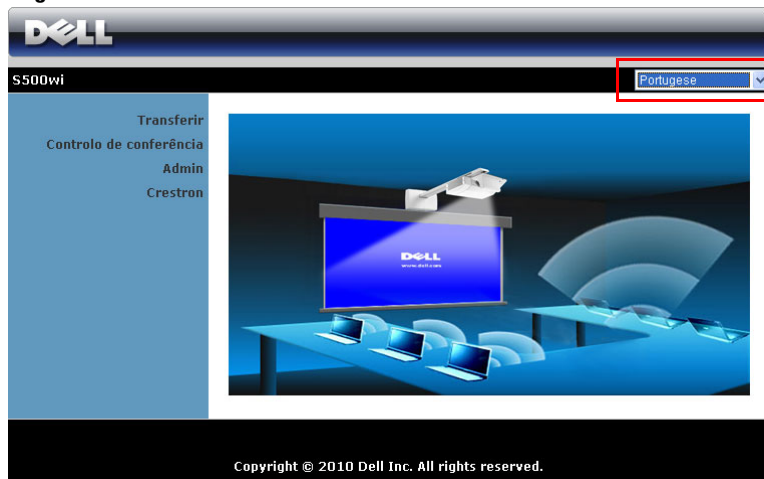 DELL
S500wi
Portugese
Transferir
Controlo de conferência
Admin
Crestron
DELL
www.dell.com
Copyright © 2010 Dell Inc. All rights reserved.